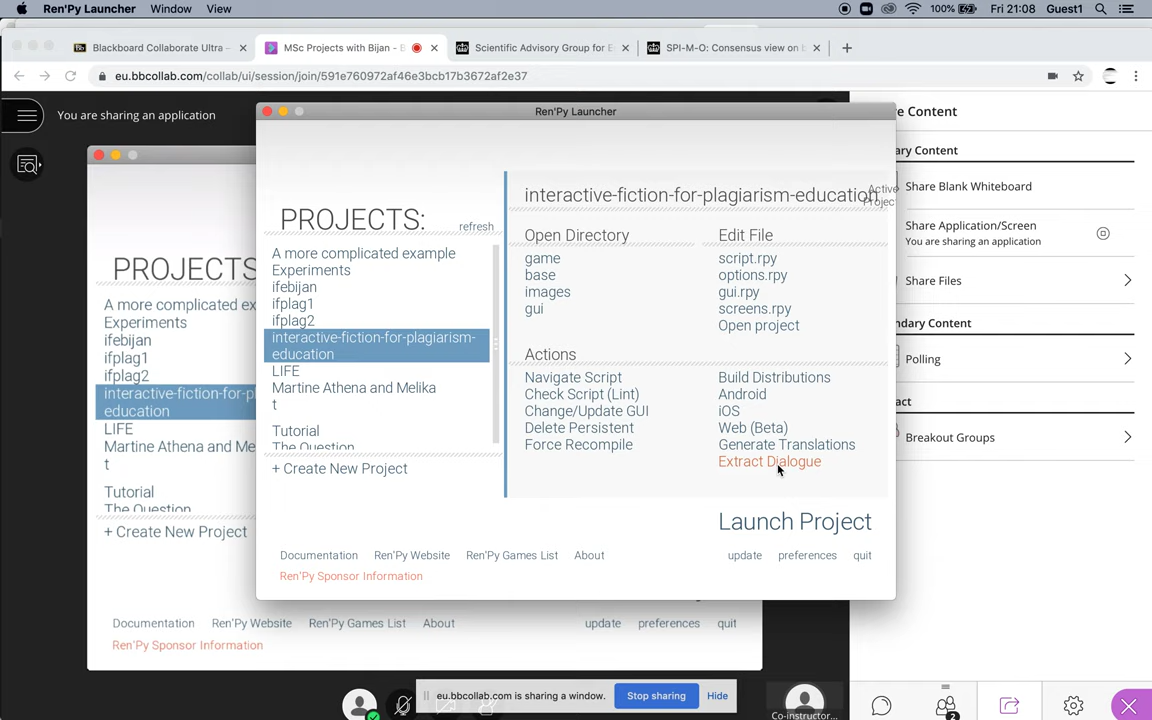 Ren'Py Launcher Window View 100% Fri 21:08 Guest1
Blackboard Collaborate Ultra –
MSc Projects with Bijan - B
Scientific Advisory Group for E
SPI-M-O: Consensus view on b
eu.bbcollab.com/collab/ui/session/join/591e760972af46e3bcb17b3672af2e37
You are sharing an application
Ren'Py Launcher
PROJECTS:
refresh
A more complicated example
Experiments
ifebijan
ifplag1
ifplag2
interactive-fiction-for-plagiarism-
education
LIFE
Martine Athena and Melika
t
Tutorial
The Question
+ Create New Project
interactive-fiction-for-plagiarism-education
Active
Project
Open Directory
game
base
images
gui
Edit File
script.rpy
options.rpy
gui.rpy
screens.rpy
Open project
Actions
Navigate Script
Check Script (Lint)
Change/Update GUI
Delete Persistent
Force Recompile
Build Distributions
Android
iOS
Web (Beta)
Generate Translations
Extract Dialogue
Launch Project
Documentation Ren'Py Website Ren'Py Games List About
update preferences quit
Ren'Py Sponsor Information
PROJECTS
A more complicated ex
Experiments
ifebijan
ifplag1
ifplag2
interactive-fiction-for-p
education
LIFE
Martine Athena and Me
t
Tutorial
The Question
+ Create New Project
Documentation Ren'Py Website Ren'Py Games List About
update preferences quit
Ren'Py Sponsor Information
e Content
ary Content
Share Blank Whiteboard
Share Application/Screen
You are sharing an application
Share Files
ndary Content
Polling
act
Breakout Groups
eu.bbcollab.com is sharing a window.
Stop sharing
Hide
Co-instructor...
2